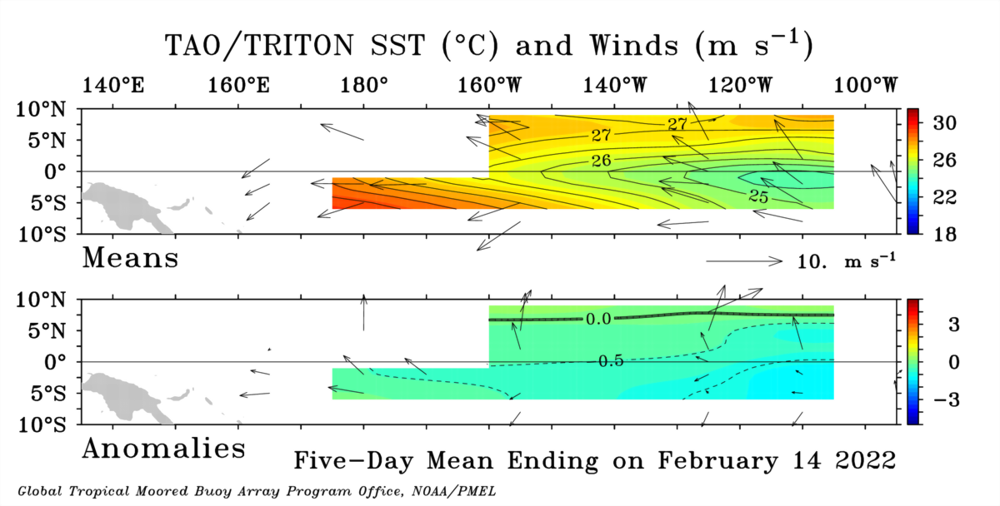 TAO/TRITON SST (°C) and Winds (m s⁻¹)
140°E 160°E 180° 160°W 140°W 120°W 100°W
10°N
5°N
0°
5°S
10°S
27
27
26
25
30
26
22
18
Means
10. m s⁻¹
10°N
5°N
0°
5°S
10°S
0.0
-0.5
3
0
-3
Anomalies
Five-Day Mean Ending on February 14 2022
Global Tropical Moored Buoy Array Program Office, NOAA/PMEL